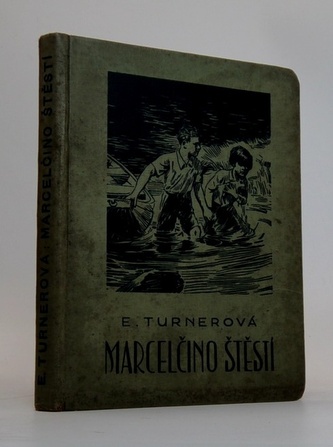 E. TURNEROVÁ: MARCELČINO ŠTĚSTÍ
E. TURNEROVÁ
MARCELČINO ŠTĚSTÍ